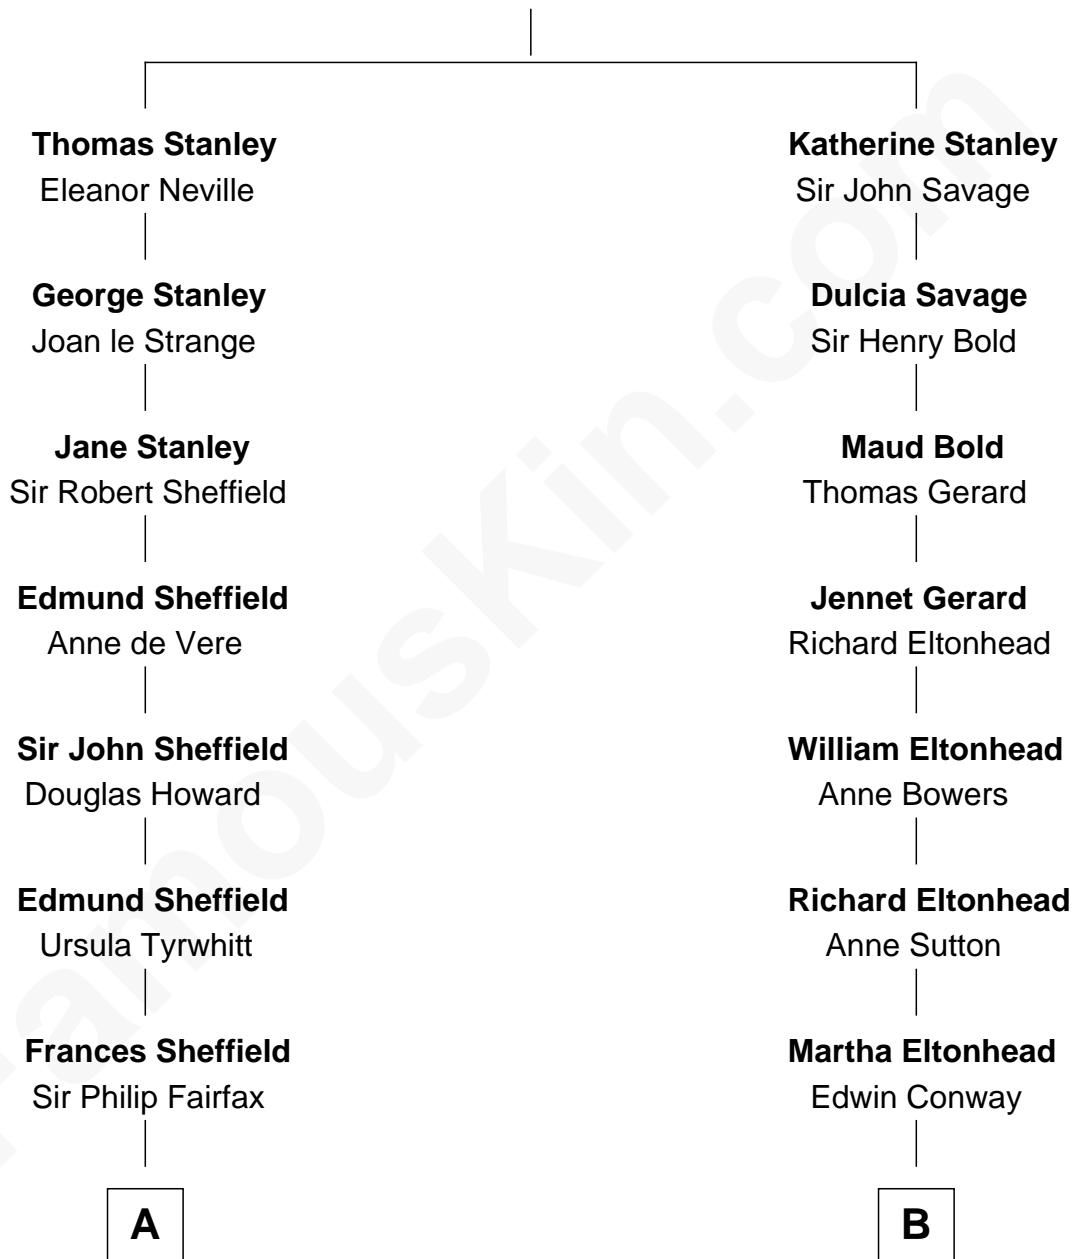 Thomas Stanley
Eleanor Neville
George Stanley
Joan le Strange
Jane Stanley
Sir Robert Sheffield
Edmund Sheffield
Anne de Vere
Sir John Sheffield
Douglas Howard
Edmund Sheffield
Ursula Tyrwhitt
Frances Sheffield
Sir Philip Fairfax
A
Katherine Stanley
Sir John Savage
Dulcia Savage
Sir Henry Bold
Maud Bold
Thomas Gerard
Jennet Gerard
Richard Eltonhead
William Eltonhead
Anne Bowers
Richard Eltonhead
Anne Sutton
Martha Eltonhead
Edwin Conway
B
FamousKin.com